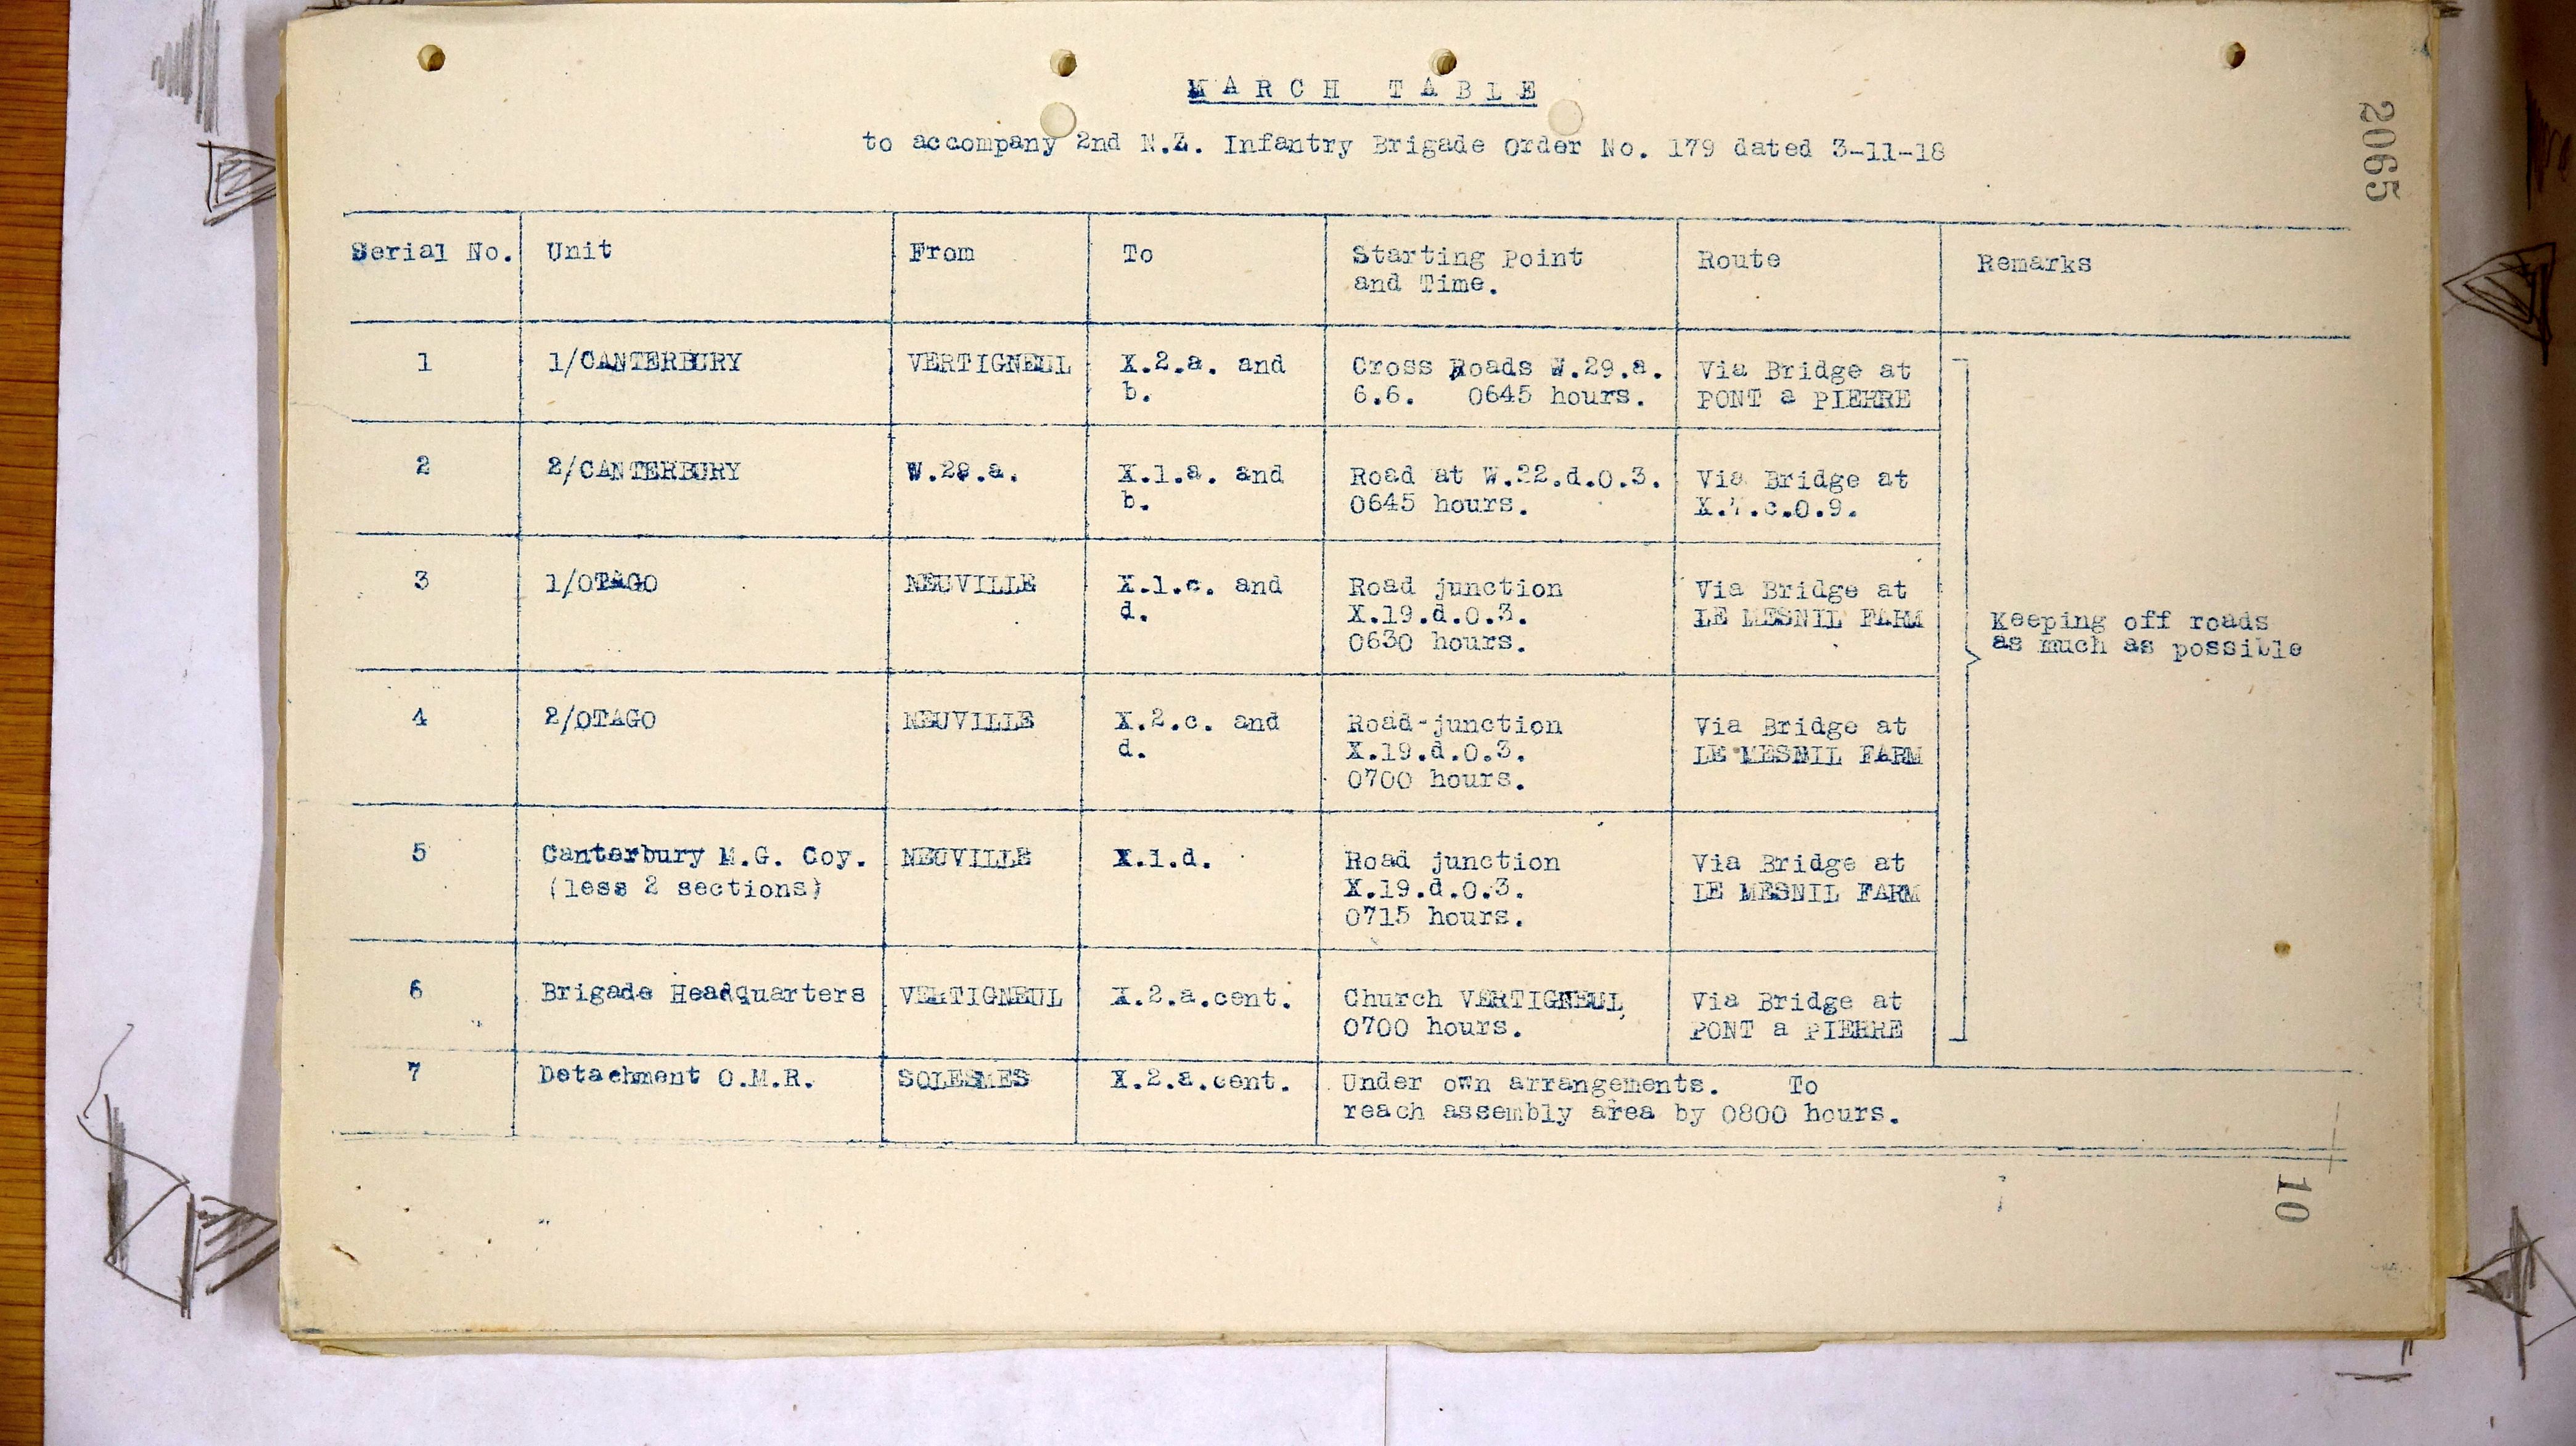 MARCH TABLE
to accompany 2nd N.Z. Infantry Brigade Order No. 179 dated 3-11-18
2065
Serial No. Unit From To Starting Point and Time. Route Remarks
1 1/CANTERBURY VERTIGNEUL X.2.a. and b. Cross Roads W.29.a. 6.6. 0645 hours. Via Bridge at PONT a PIERRE
2 2/CANTERBURY W.29.a. X.1.a. and b. Road at W.22.d.0.3. 0645 hours. Via Bridge at X.7.c.0.9.
3 1/OTAGO NEUVILLE X.1.c. and d. Road junction X.19.d.0.3. 0630 hours. Via Bridge at LE MESNIL FARM
Keeping off roads as much as possible
4 2/OTAGO NEUVILLE X.2.c. and d. Road-junction X.19.d.0.3. 0700 hours. Via Bridge at LE MESNIL FARM
5 Canterbury M.G. Coy. (less 2 sections) NEUVILLE X.1.d. Road junction X.19.d.0.3. 0715 hours. Via Bridge at LE MESNIL FARM
6 Brigade Headquarters VERTIGNEUL X.2.a.cent. Church VERTIGNEUL, 0700 hours. Via Bridge at PONT a PIERRE
7 Detachment O.M.R. SOLESMES X.2.a.cent. Under own arrangements. To reach assembly area by 0800 hours.
10